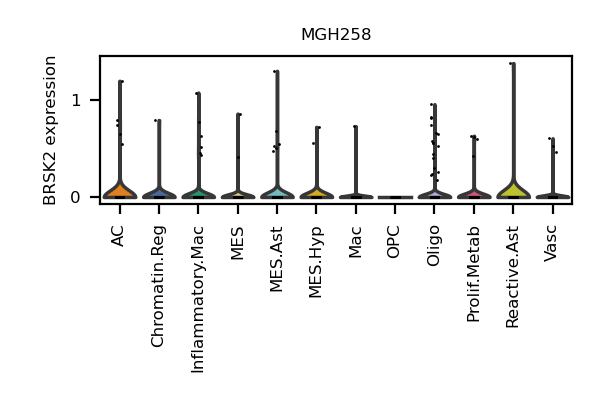 MGH258
BRSK2 expression
1
0
AC
Chromatin.Reg
Inflammatory.Mac
MES
MES.Ast
MES.Hyp
Mac
OPC
Oligo
Prolif.Metab
Reactive.Ast
Vasc